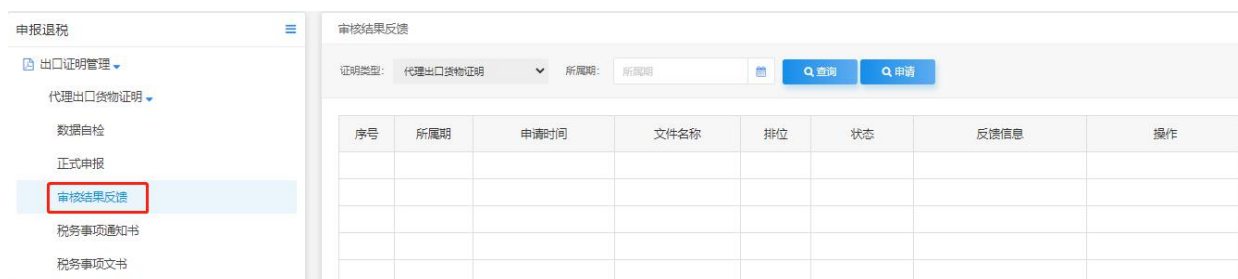 申报退税
出口证明管理
代理出口货物证明
数据自检
正式申报
审核结果反馈
税务事项通知书
税务事项文书
审核结果反馈
证明类型: 代理出口货物证明 所属期: 所属期 查询 申请
序号 所属期 申请时间 文件名称 排位 状态 反馈信息 操作